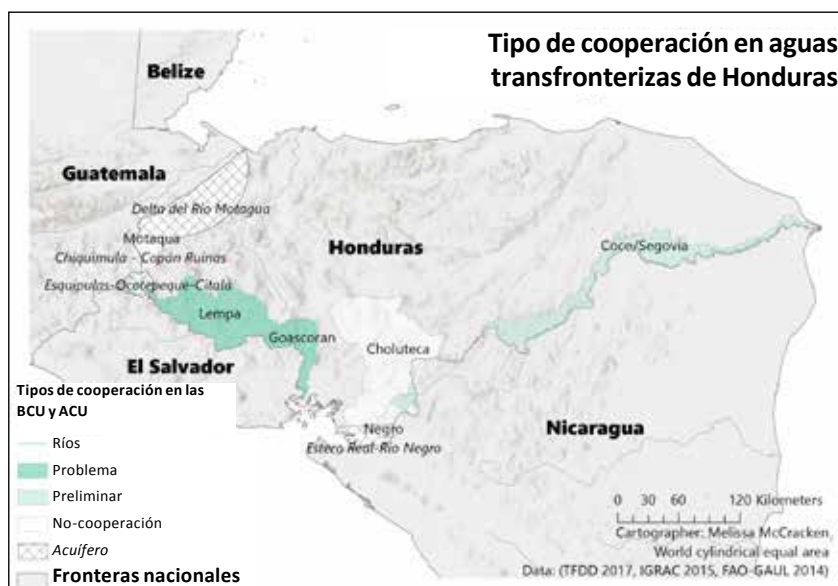 Tipo de cooperación en aguas
transfronterizas de Honduras
Belize
Guatemala
Delta del Río Motagua
Motaqua
Honduras
Coce/Segovia
Chiquimula - Copán Ruinas
Esquipulas-Ocotepeque-Citalá
Lempa
Goascoran
Choluteca
El Salvador
Tipos de cooperación en las
BCU y ACU
Ríos
Problema
Preliminar
No-cooperación
Acuífero
Fronteras nacionales
Negro
Estero Real-Río Negro
Nicaragua
0 30 60 120 Kilometers
Cartographer: Melissa McCracken,
World cylindrical equal area
Data: (TFDD 2017, IGRAC 2015, FAO-GAUL 2014)